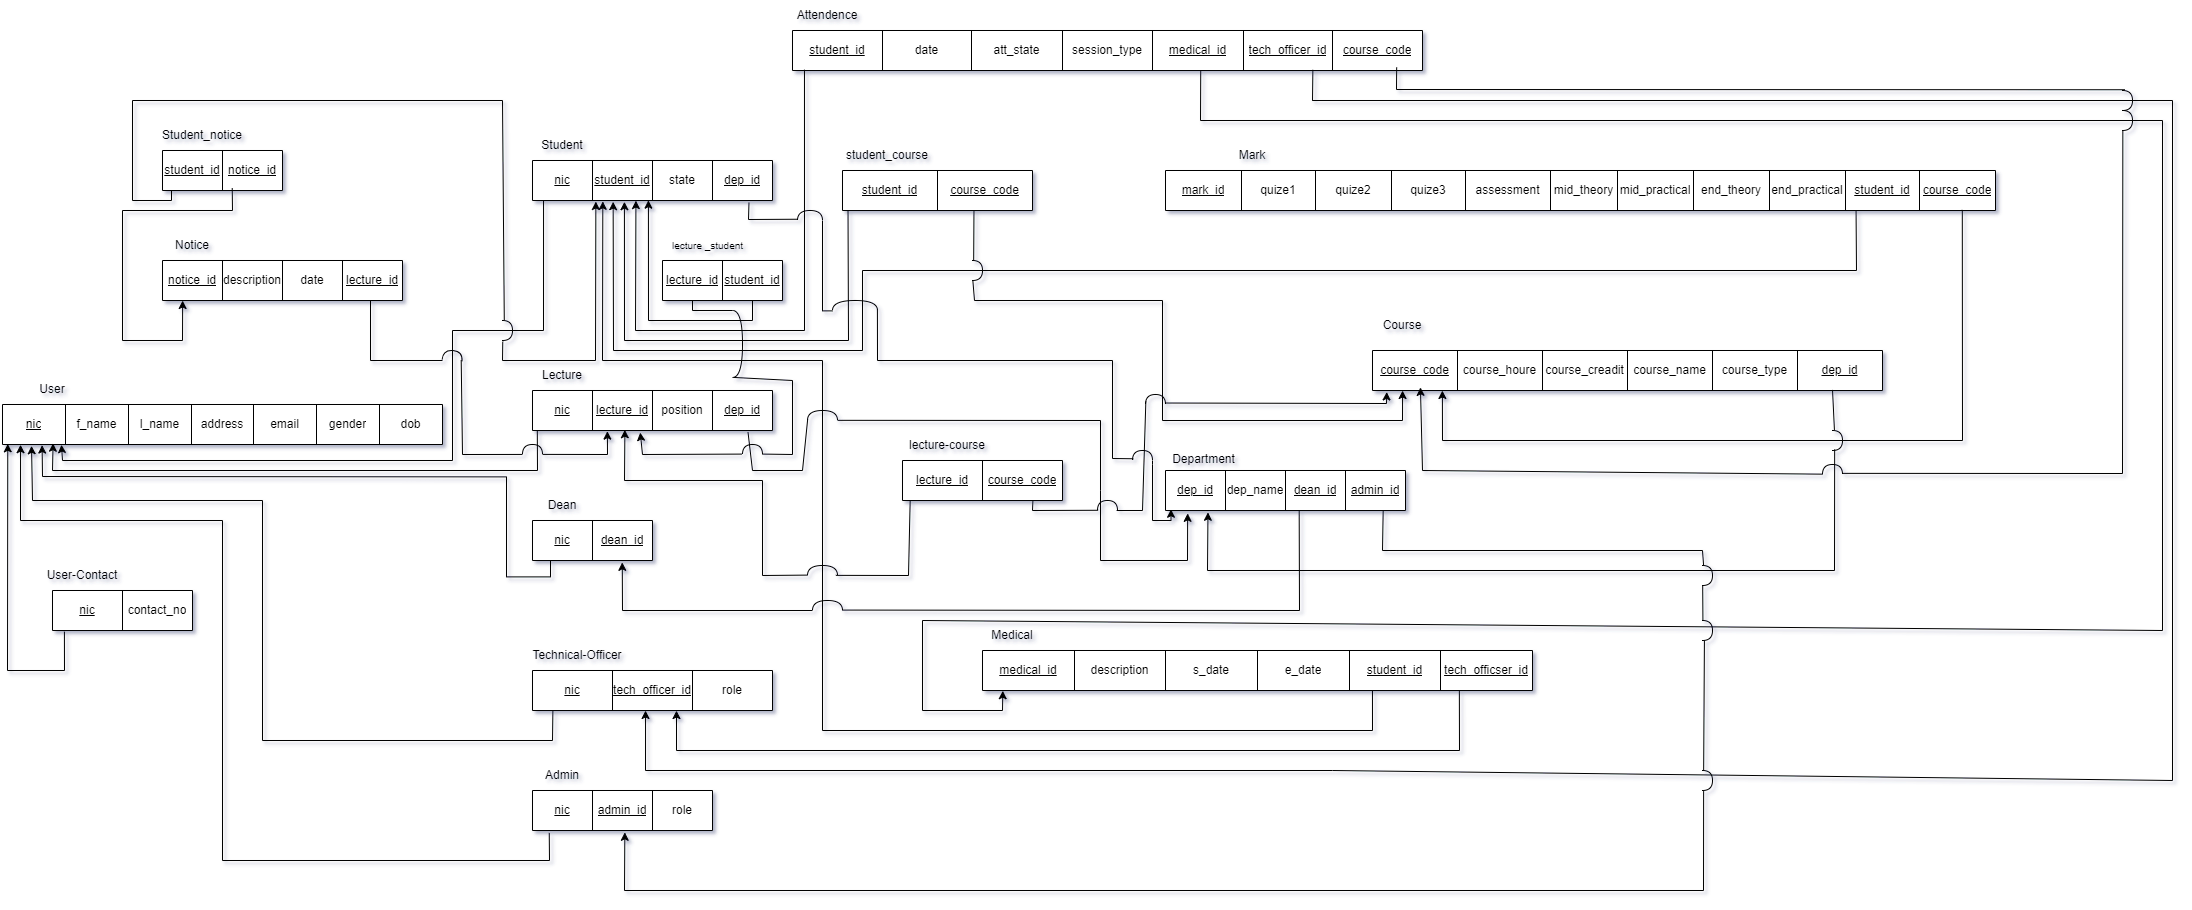 Attendence
student_id date att_state session_type medical_id tech_officer_id course_code
Student_notice
student_id notice_id
Student
nic student_id state dep_id
student_course
student_id course_code
Mark
mark_id quize1 quize2 quize3 assessment mid_theory mid_practical end_theory end_practical student_id course_code
Notice
notice_id description date lecture_id
lecture _student
lecture_id student_id
Course
course_code course_houre course_creadit course_name course_type dep_id
User
nic f_name l_name address email gender dob
Lecture
nic lecture_id position dep_id
lecture-course
lecture_id course_code
Department
dep_id dep_name dean_id admin_id
Dean
nic dean_id
User-Contact
nic contact_no
Medical
medical_id description s_date e_date student_id tech_officser_id
Technical-Officer
nic tech_officer_id role
Admin
nic admin_id role